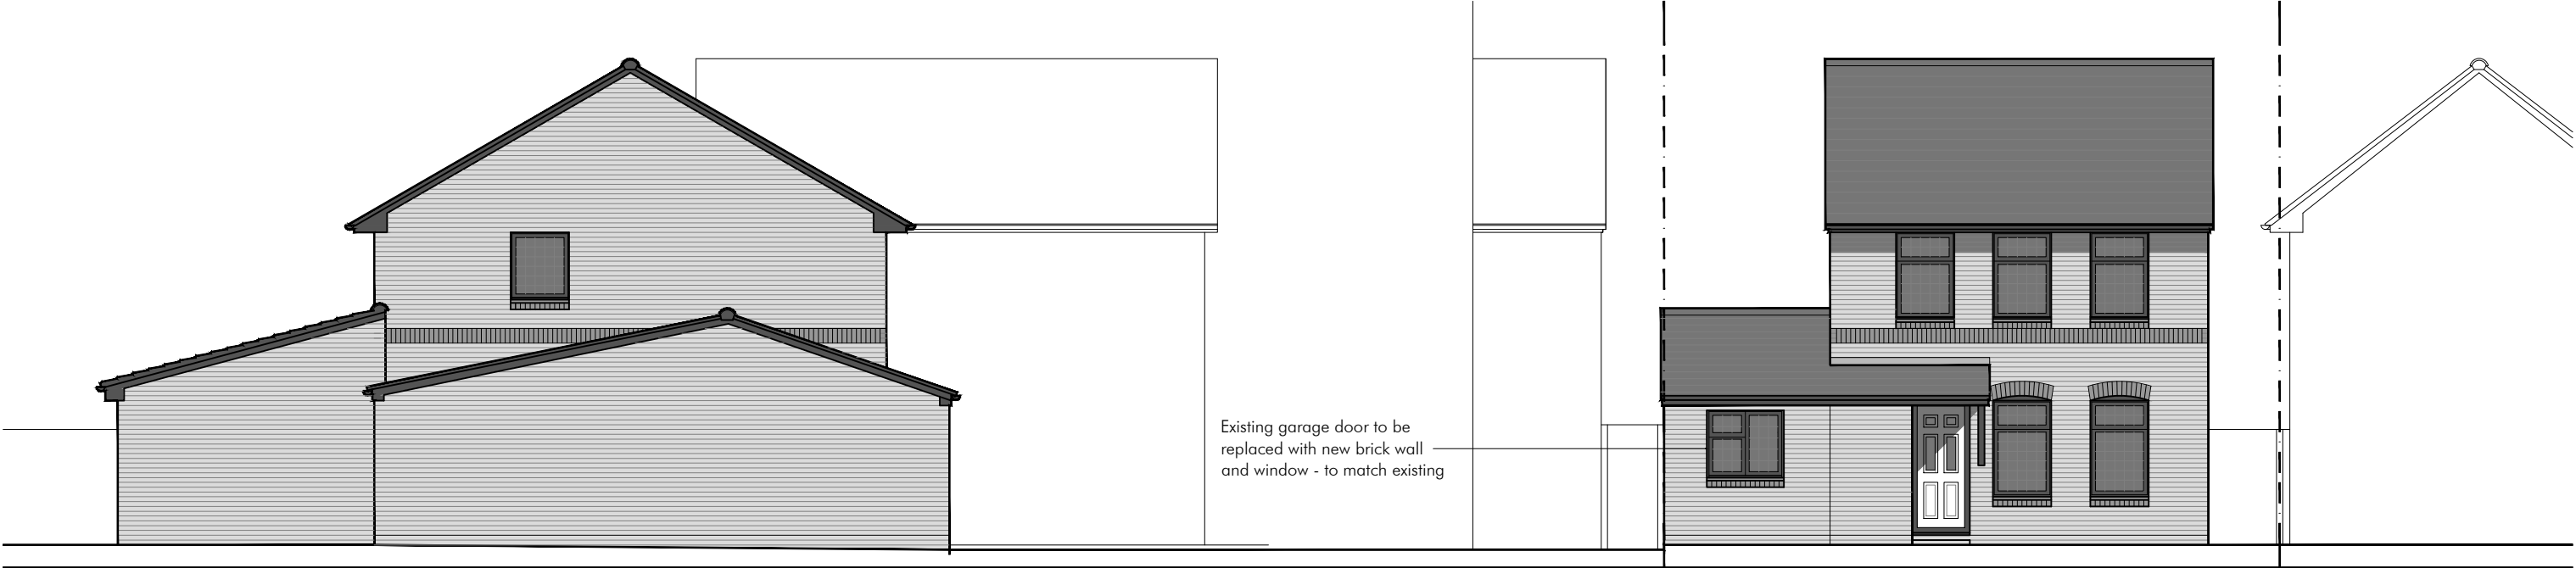 Existing garage door to be
replaced with new brick wall
and window - to match existing